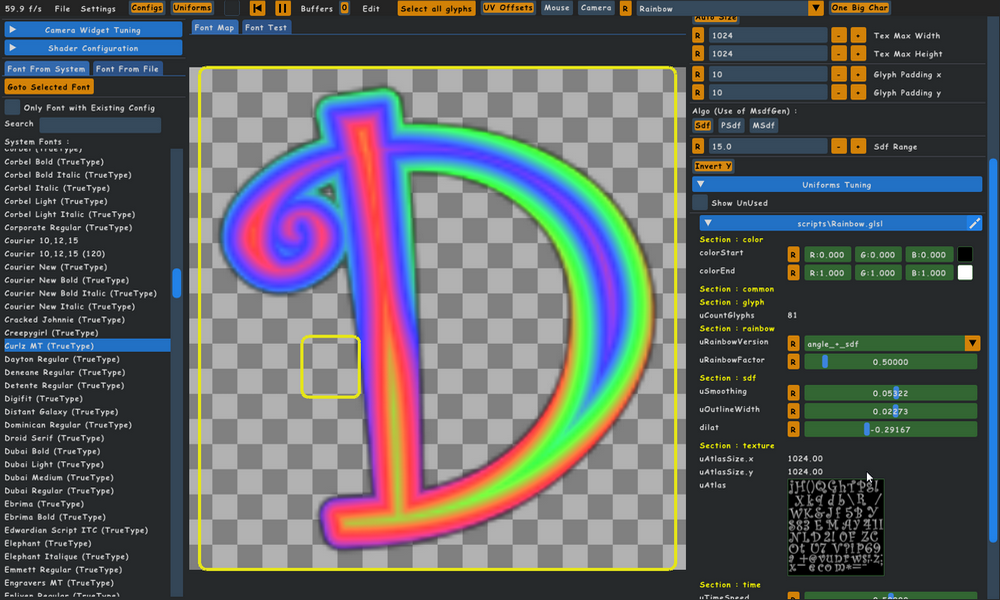 59.9 f/s File Settings Configs Uniforms Buffers 0 Edit Select all glyphs UV Offsets Mouse Camera R Rainbow One Big Char
Camera Widget Tuning
Shader Configuration
Font From System Font From File
Goto Selected Font
Only Font with Existing Config
Search
System Fonts :
Corbel (TrueType)
Corbel Bold (TrueType)
Corbel Bold Italic (TrueType)
Corbel Italic (TrueType)
Corbel Light (TrueType)
Corbel Light Italic (TrueType)
Corporate Regular (TrueType)
Courier 10,12,15
Courier 10,12,15 (120)
Courier New (TrueType)
Courier New Bold (TrueType)
Courier New Bold Italic (TrueType)
Courier New Italic (TrueType)
Cracked Johnnie (TrueType)
Creepygirl (TrueType)
Curlz MT (TrueType)
Dayton Regular (TrueType)
Deneane Regular (TrueType)
Detente Regular (TrueType)
Digifit (TrueType)
Distant Galaxy (TrueType)
Dominican Regular (TrueType)
Droid Serif (TrueType)
Dubai Bold (TrueType)
Dubai Light (TrueType)
Dubai Medium (TrueType)
Dubai Regular (TrueType)
Ebrima (TrueType)
Ebrima Bold (TrueType)
Edwardian Script ITC (TrueType)
Elephant (TrueType)
Elephant Italique (TrueType)
Emmett Regular (TrueType)
Engravers MT (TrueType)
Enliven Regular (TrueType)
Font Map Font Test
D
Auto Size
R 1024 - + Tex Max Width
R 1024 - + Tex Max Height
R 10 - + Glyph Padding x
R 10 - + Glyph Padding y
Algo (Use of MsdfGen) :
Sdf PSdf MSdf
R 15.0 - + Sdf Range
Invert Y
Uniforms Tuning
Show UnUsed
scripts\Rainbow.glsl
Section : color
colorStart R R:0.000 G:0.000 B:0.000
colorEnd R R:1.000 G:1.000 B:1.000
Section : common
Section : glyph
uCountGlyphs 81
Section : rainbow
uRainbowVersion R angle_+_sdf
uRainbowFactor R 0.50000
Section : sdf
uSmoothing R 0.05322
uOutlineWidth R 0.02273
dilat R -0.29167
Section : texture
uAtlasSize.x 1024.00
uAtlasSize.y 1024.00
uAtlas
Section : time
uTimeSpeed R